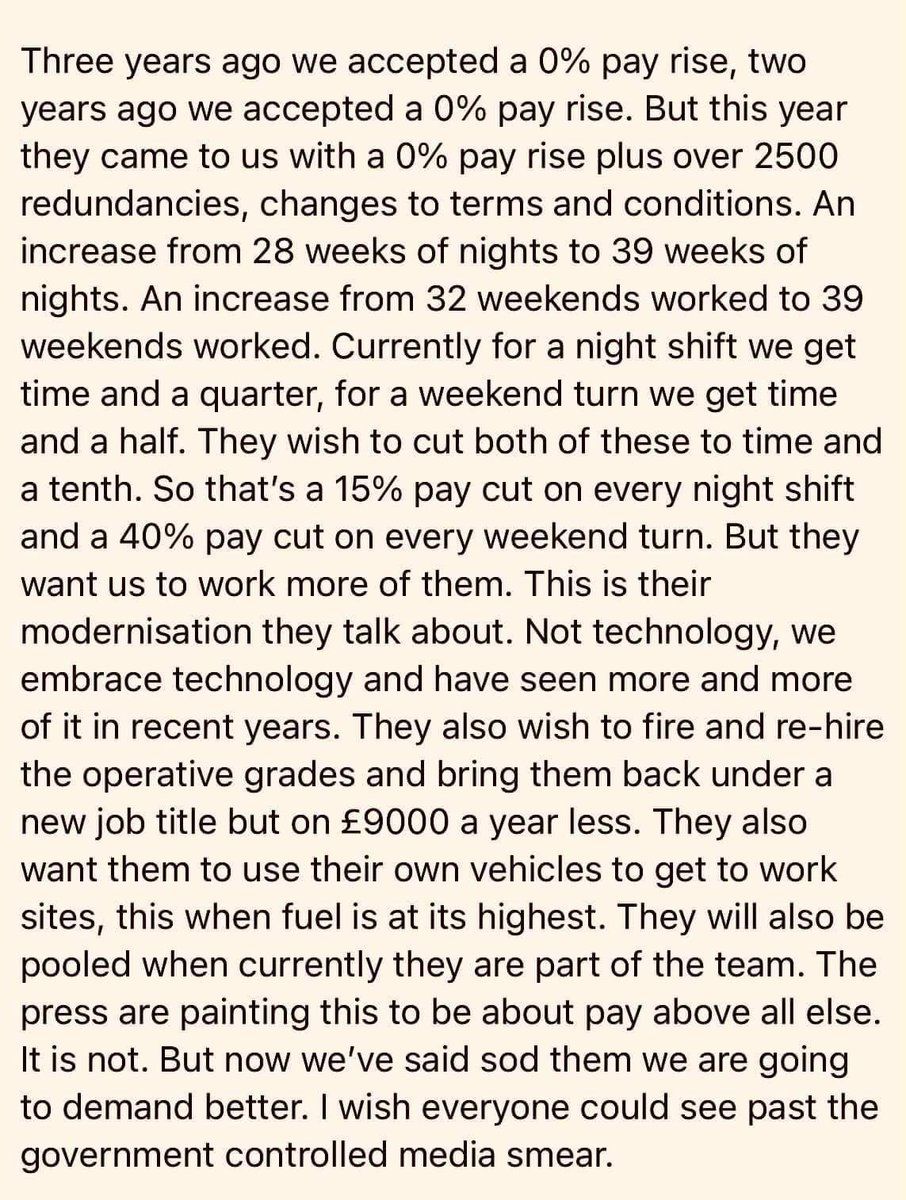 Three years ago we accepted a 0% pay rise, two
years ago we accepted a 0% pay rise. But this year
they came to us with a 0% pay rise plus over 2500
redundancies, changes to terms and conditions. An
increase from 28 weeks of nights to 39 weeks of
nights. An increase from 32 weekends worked to 39
weekends worked. Currently for a night shift we get
time and a quarter, for a weekend turn we get time
and a half. They wish to cut both of these to time and
a tenth. So that’s a 15% pay cut on every night shift
and a 40% pay cut on every weekend turn. But they
want us to work more of them. This is their
modernisation they talk about. Not technology, we
embrace technology and have seen more and more
of it in recent years. They also wish to fire and re-hire
the operative grades and bring them back under a
new job title but on £9000 a year less. They also
want them to use their own vehicles to get to work
sites, this when fuel is at its highest. They will also be
pooled when currently they are part of the team. The
press are painting this to be about pay above all else.
It is not. But now we’ve said sod them we are going
to demand better. I wish everyone could see past the
government controlled media smear.